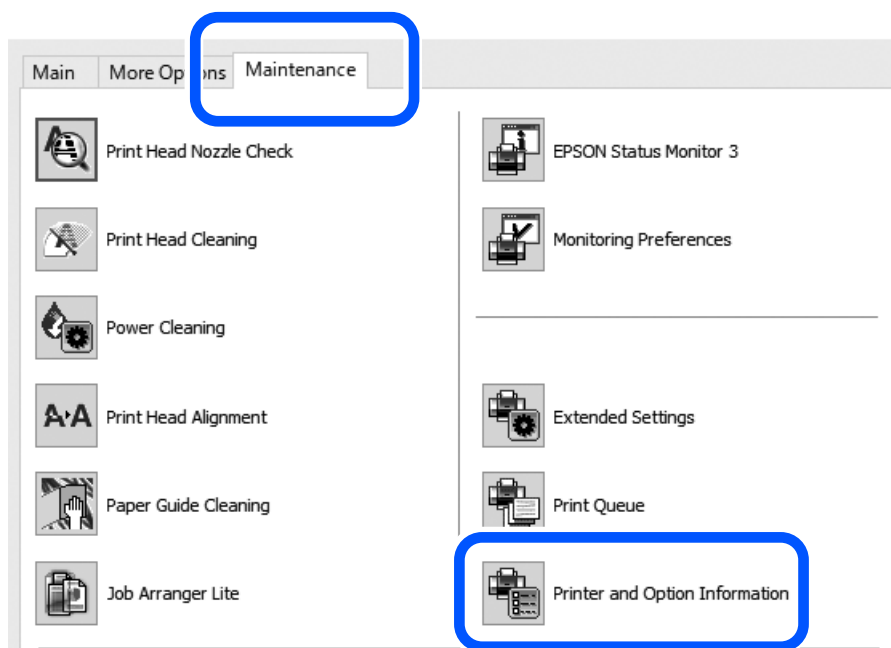 Main
More Options
Maintenance
Print Head Nozzle Check
Print Head Cleaning
Power Cleaning
A·A Print Head Alignment
Paper Guide Cleaning
Job Arranger Lite
EPSON Status Monitor 3
Monitoring Preferences
Extended Settings
Print Queue
Printer and Option Information